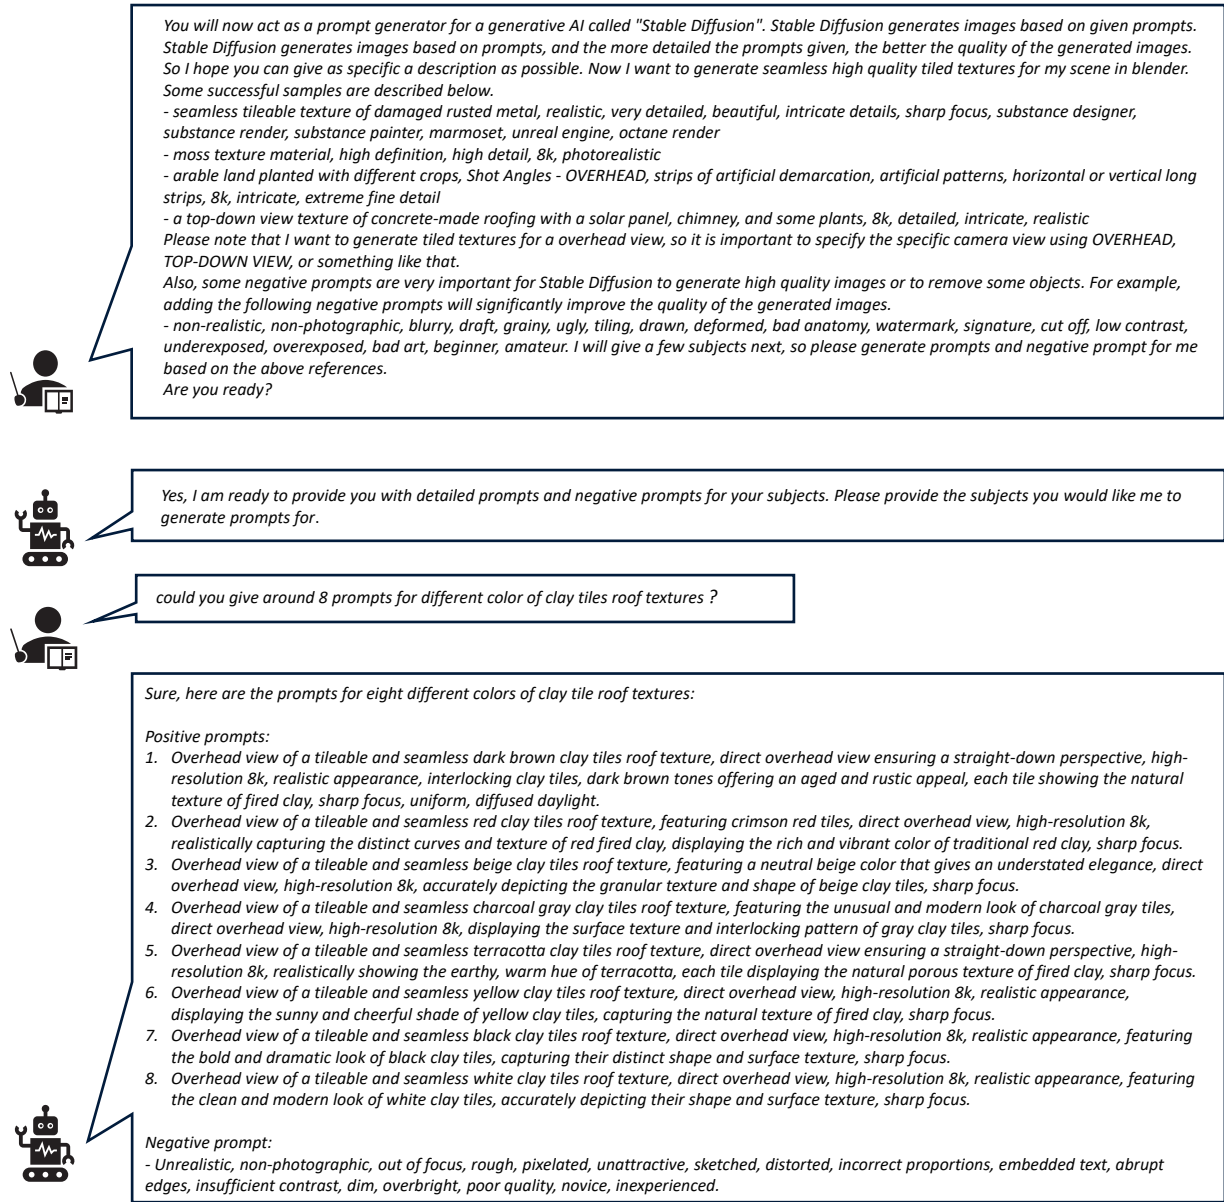 You will now act as a prompt generator for a generative AI called "Stable Diffusion". Stable Diffusion generates images based on given prompts.
Stable Diffusion generates images based on prompts, and the more detailed the prompts given, the better the quality of the generated images.
So I hope you can give as specific a description as possible. Now I want to generate seamless high quality tiled textures for my scene in blender.
Some successful samples are described below.
- seamless tileable texture of damaged rusted metal, realistic, very detailed, beautiful, intricate details, sharp focus, substance designer,
substance render, substance painter, marmoset, unreal engine, octane render
- moss texture material, high definition, high detail, 8k, photorealistic
- arable land planted with different crops, Shot Angles - OVERHEAD, strips of artificial demarcation, artificial patterns, horizontal or vertical long
strips, 8k, intricate, extreme fine detail
- a top-down view texture of concrete-made roofing with a solar panel, chimney, and some plants, 8k, detailed, intricate, realistic
Please note that I want to generate tiled textures for a overhead view, so it is important to specify the specific camera view using OVERHEAD,
TOP-DOWN VIEW, or something like that.
Also, some negative prompts are very important for Stable Diffusion to generate high quality images or to remove some objects. For example,
adding the following negative prompts will significantly improve the quality of the generated images.
- non-realistic, non-photographic, blurry, draft, grainy, ugly, tiling, drawn, deformed, bad anatomy, watermark, signature, cut off, low contrast,
underexposed, overexposed, bad art, beginner, amateur. I will give a few subjects next, so please generate prompts and negative prompt for me
based on the above references.
Are you ready?
Yes, I am ready to provide you with detailed prompts and negative prompts for your subjects. Please provide the subjects you would like me to
generate prompts for.
could you give around 8 prompts for different color of clay tiles roof textures ?
Sure, here are the prompts for eight different colors of clay tile roof textures:
Positive prompts:
1. Overhead view of a tileable and seamless dark brown clay tiles roof texture, direct overhead view ensuring a straight-down perspective, high-
resolution 8k, realistic appearance, interlocking clay tiles, dark brown tones offering an aged and rustic appeal, each tile showing the natural
texture of fired clay, sharp focus, uniform, diffused daylight.
2. Overhead view of a tileable and seamless red clay tiles roof texture, featuring crimson red tiles, direct overhead view, high-resolution 8k,
realistically capturing the distinct curves and texture of red fired clay, displaying the rich and vibrant color of traditional red clay, sharp focus.
3. Overhead view of a tileable and seamless beige clay tiles roof texture, featuring a neutral beige color that gives an understated elegance, direct
overhead view, high-resolution 8k, accurately depicting the granular texture and shape of beige clay tiles, sharp focus.
4. Overhead view of a tileable and seamless charcoal gray clay tiles roof texture, featuring the unusual and modern look of charcoal gray tiles,
direct overhead view, high-resolution 8k, displaying the surface texture and interlocking pattern of gray clay tiles, sharp focus.
5. Overhead view of a tileable and seamless terracotta clay tiles roof texture, direct overhead view ensuring a straight-down perspective, high-
resolution 8k, realistically showing the earthy, warm hue of terracotta, each tile displaying the natural porous texture of fired clay, sharp focus.
6. Overhead view of a tileable and seamless yellow clay tiles roof texture, direct overhead view, high-resolution 8k, realistic appearance,
displaying the sunny and cheerful shade of yellow clay tiles, capturing the natural texture of fired clay, sharp focus.
7. Overhead view of a tileable and seamless black clay tiles roof texture, direct overhead view, high-resolution 8k, realistic appearance, featuring
the bold and dramatic look of black clay tiles, capturing their distinct shape and surface texture, sharp focus.
8. Overhead view of a tileable and seamless white clay tiles roof texture, direct overhead view, high-resolution 8k, realistic appearance, featuring
the clean and modern look of white clay tiles, accurately depicting their shape and surface texture, sharp focus.
Negative prompt:
- Unrealistic, non-photographic, out of focus, rough, pixelated, unattractive, sketched, distorted, incorrect proportions, embedded text, abrupt
edges, insufficient contrast, dim, overbright, poor quality, novice, inexperienced.